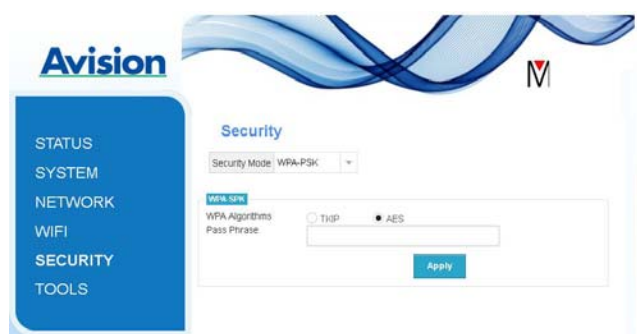 Avision
M
STATUS
SYSTEM
NETWORK
WIFI
SECURITY
TOOLS
Security
Security Mode WPA-PSK
WPA-SPK
WPA Algorithms TKIP AES
Pass Phrase
Apply